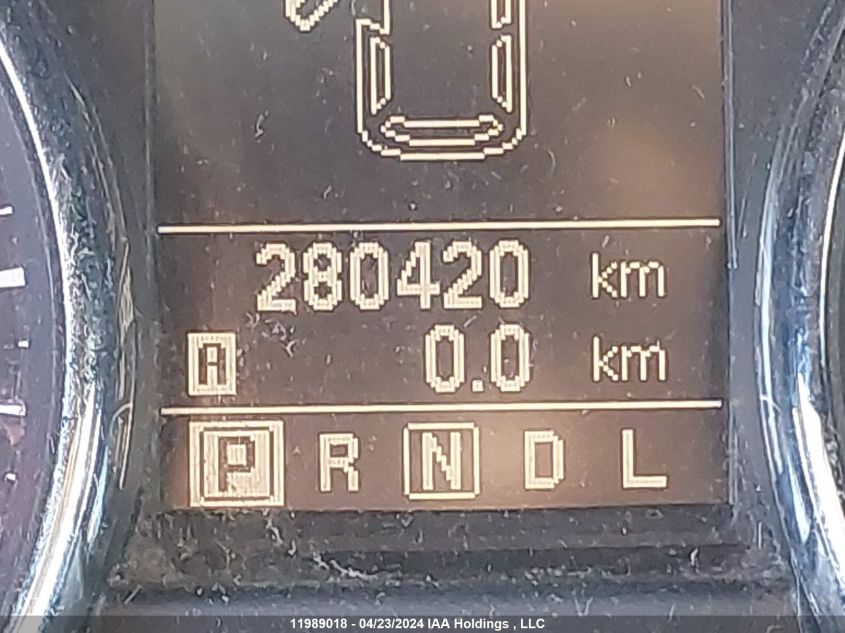 280420 km
A 0.0 km
P R N D L
11989018 - 04/23/2024 IAA Holdings , LLC